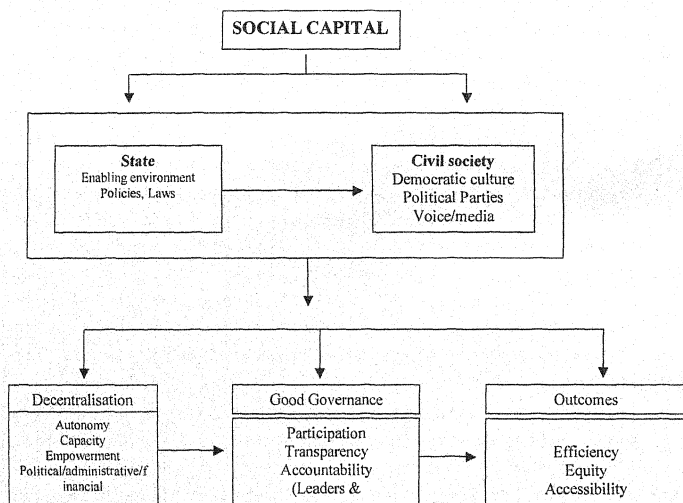 SOCIAL CAPITAL
State
Enabling environment
Policies, Laws
Civil society
Democratic culture
Political Parties
Voice/media
Decentralisation
Autonomy
Capacity
Empowerment
Political/administrative/f
inancial
Good Governance
Participation
Transparency
Accountability
(Leaders &
Outcomes
Efficiency
Equity
Accessibility